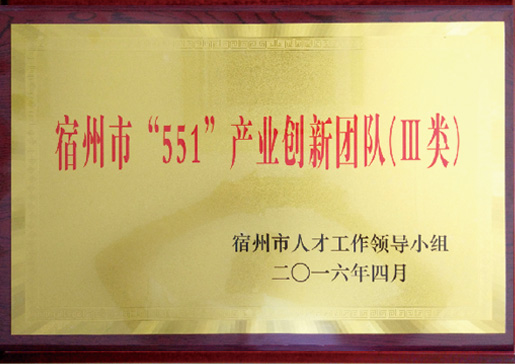 宿州市“551”产业创新团队(Ⅲ类)
宿州市人才工作领导小组
二〇一六年四月